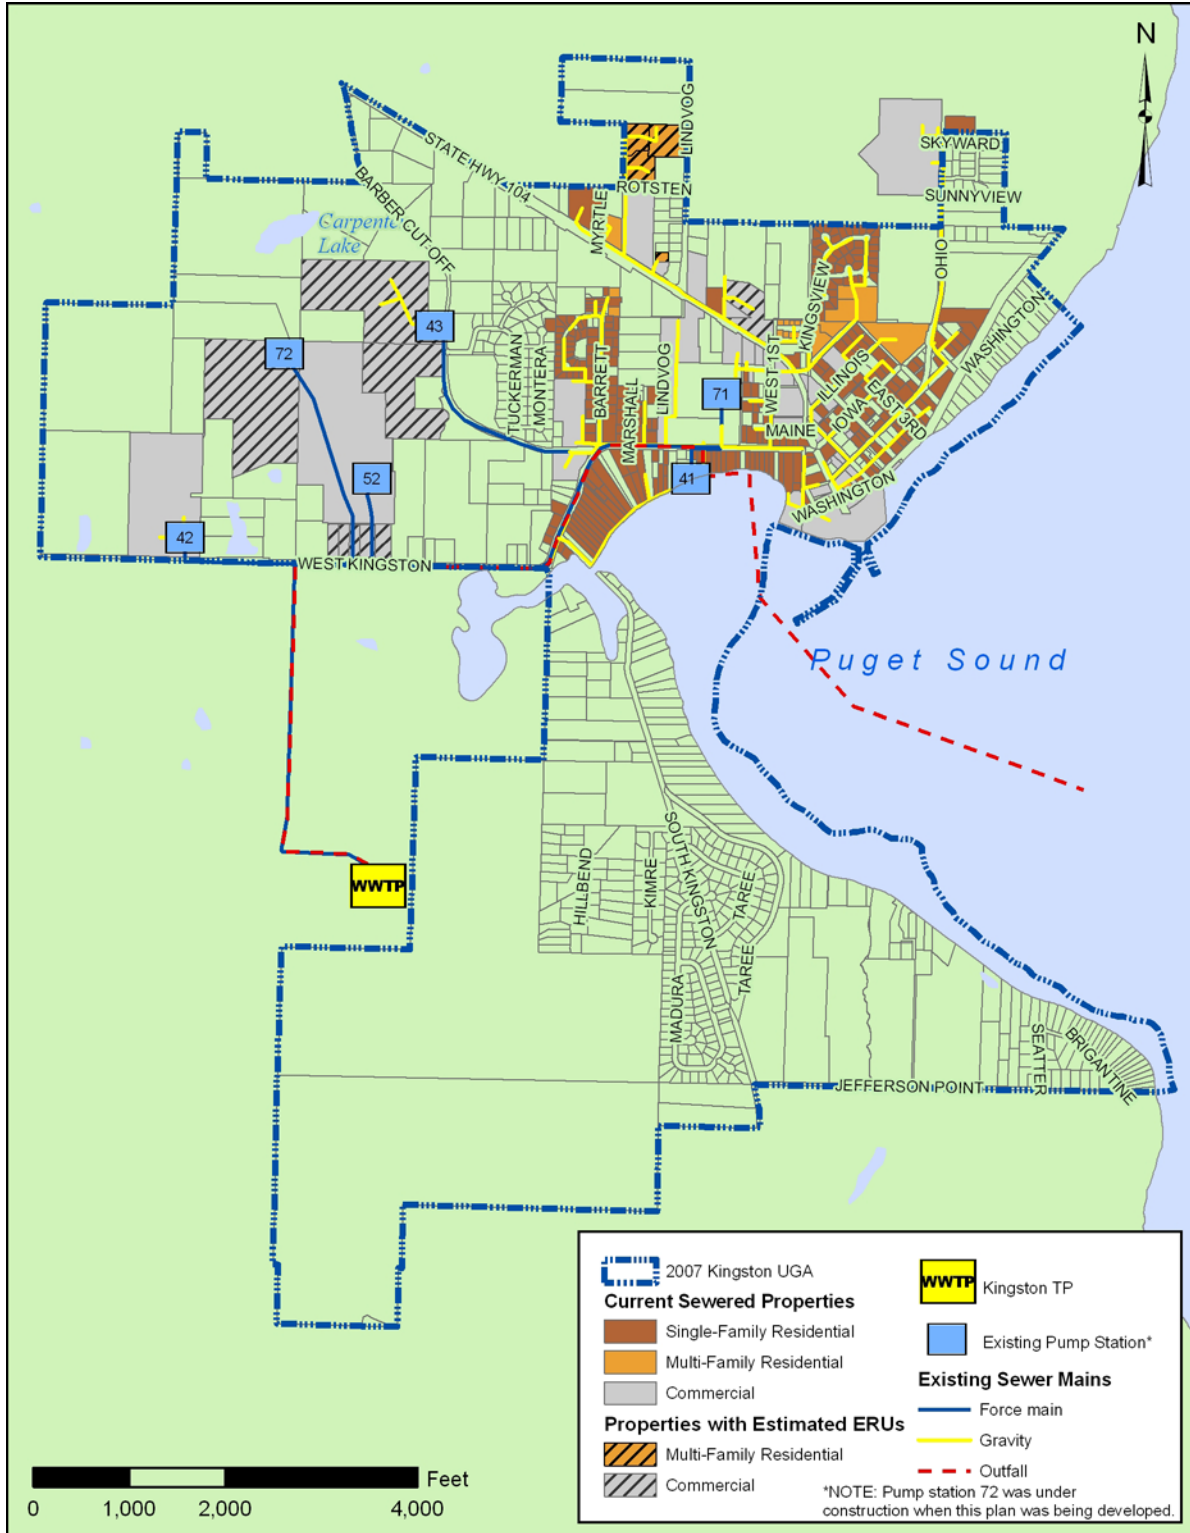 N
LINDVOG
SKYWARD
STATE HWY 104
ROTSTEN
SUNNYVIEW
BARBER CUT-OFF
MYRTLE
Carpente
Lake
OHIO
KINGSVIEW
WASHINGTON
43
72
TUCKERMAN
MONTERA
BARRETT
MARSHALL
LINDVOG
71
WEST 1ST
ILLINOIS
IOWA
EAST 3RD
MAINE
52
41
WASHINGTON
42
WEST KINGSTON
Puget Sound
WWTP
HILLBEND
KIMRE
SOUTH KINGSTON
TAREE
TAREE
MADURA
SEATTER
BRIGANTINE
JEFFERSON POINT
2007 Kingston UGA
Current Sewered Properties
Single-Family Residential
Multi-Family Residential
Commercial
Properties with Estimated ERUs
Multi-Family Residential
Commercial
WWTP Kingston TP
Existing Pump Station*
Existing Sewer Mains
Force main
Gravity
Outfall
*NOTE: Pump station 72 was under
construction when this plan was being developed.
Feet
0 1,000 2,000 4,000